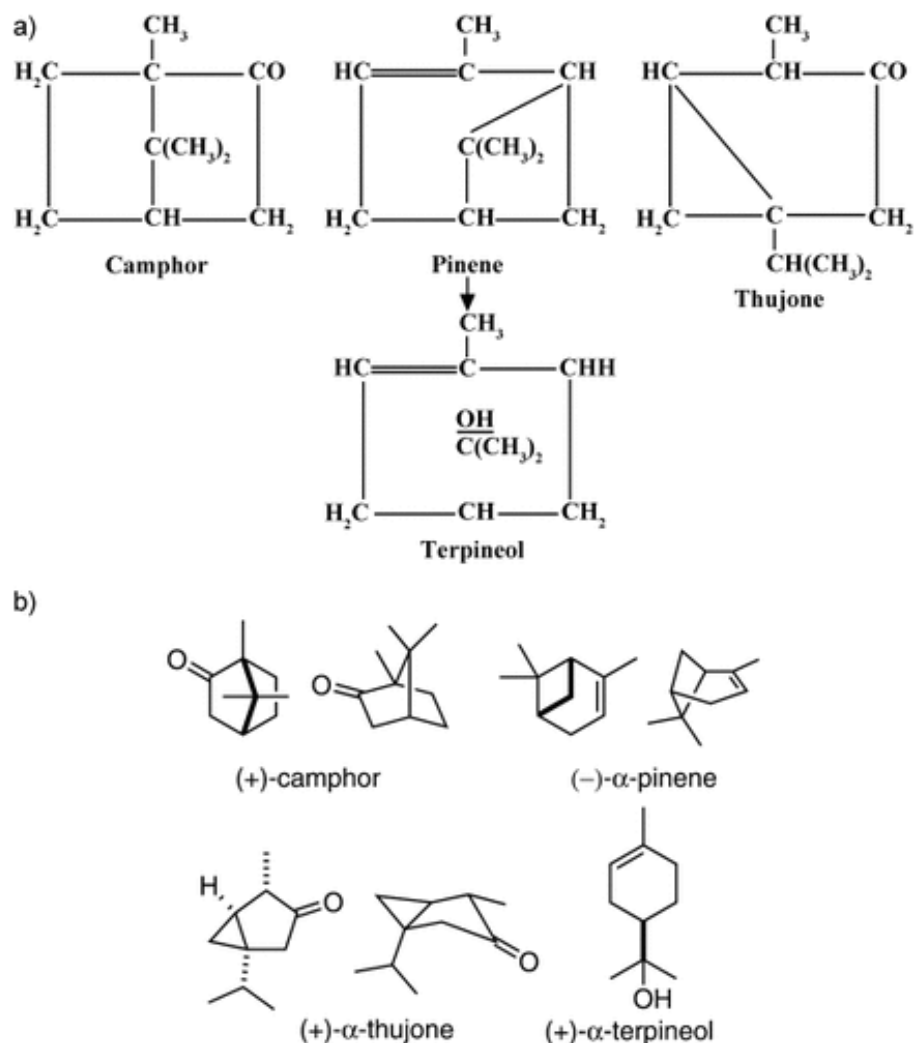 a)
CH₃
H₂C C CO
C(CH₃)₂
H₂C CH CH₂
Camphor
CH₃
HC C CH
C(CH₃)₂
H₂C CH CH₂
Pinene
CH₃
HC CH CO
H₂C C CH₂
CH(CH₃)₂
Thujone
CH₃
HC C CHH
OH
C(CH₃)₂
H₂C CH CH₂
Terpineol
b)
O
O
(+)-camphor
(−)-α-pinene
H
O
O
(+)-α-thujone
OH
(+)-α-terpineol